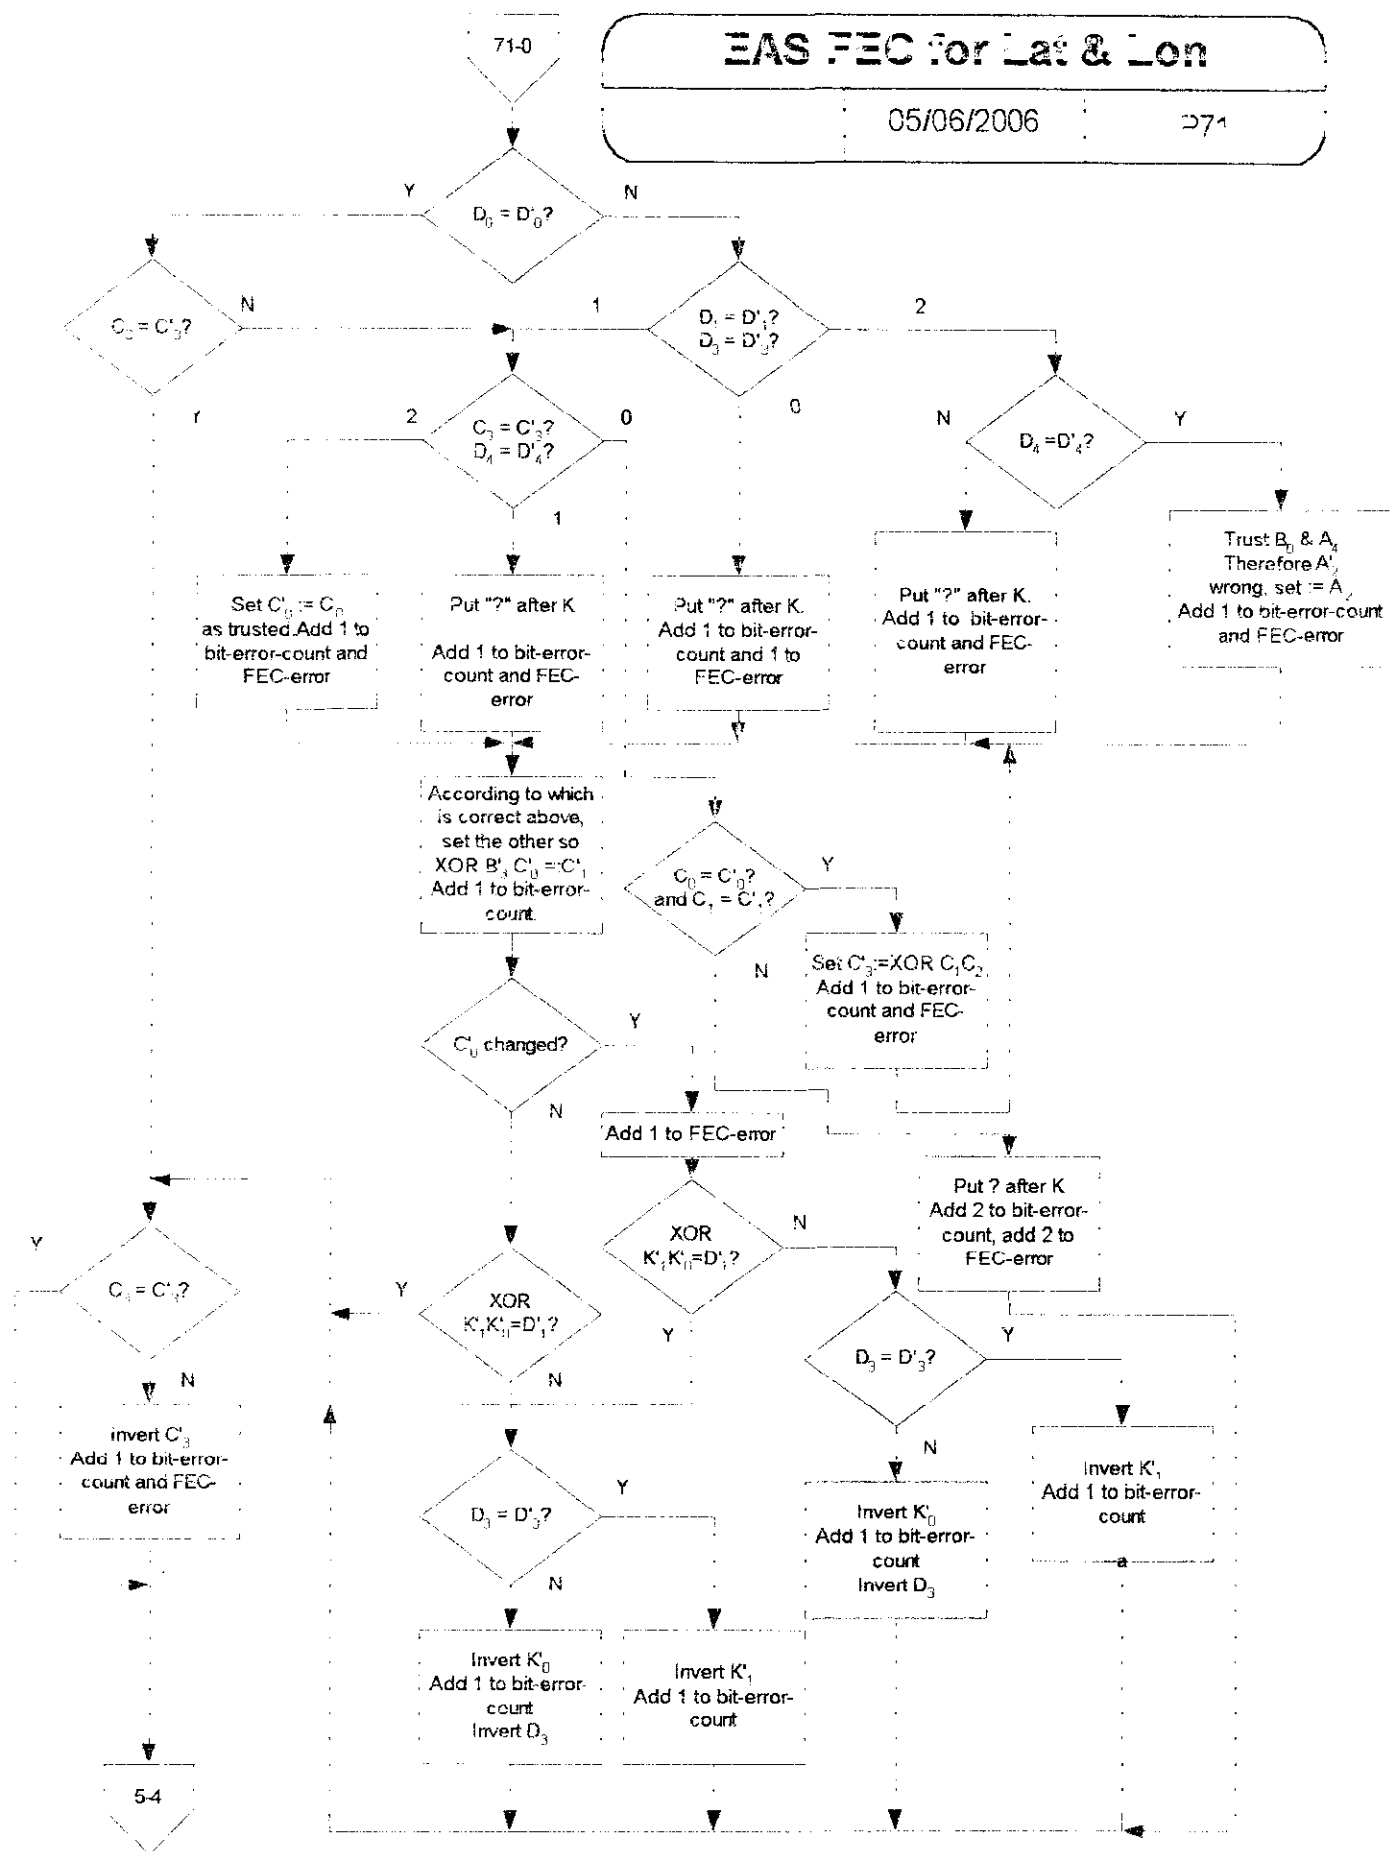 71-0
EAS FEC for Lat & Lon
05/06/2006
P71
Y
N
D₀ = D'₀?
N
C₃ = C'₃?
1
D₁ = D'₁?
D₃ = D'₃?
2
Y
2
0
C₃ = C'₃?
D₄ = D'₄?
1
0
N
Y
D₄ =D'₄?
Set C'₀ := C₀
as trusted.Add 1 to
bit-error-count and
FEC-error
Put "?" after K
Add 1 to bit-error-
count and FEC-
error
Put "?" after K.
Add 1 to bit-error-
count and 1 to
FEC-error
Put "?" after K.
Add 1 to bit-error-
count and FEC-
error
Trust B₀ & A₄
Therefore A'₂
wrong, set := A₂
Add 1 to bit-error-count
and FEC-error
According to which
is correct above,
set the other so
XOR B'₃ C'₀ =:C'₁
Add 1 to bit-error-
count.
C₀ = C'₀?
and C₁ = C'₁?
Y
N
Set C'₃:=XOR C₁C₂
Add 1 to bit-error-
count and FEC-
error
C'₀ changed?
Y
N
Add 1 to FEC-error
Put ? after K
Add 2 to bit-error-
count, add 2 to
FEC-error
XOR
K'₁K'₀=D'₁?
N
Y
Y
C₃ = C'₃?
N
Y
XOR
K'₁K'₀=D'₁?
N
D₃ = D'₃?
Y
N
invert C'₃
Add 1 to bit-error-
count and FEC-
error
D₃ = D'₃?
Y
N
Invert K'₀
Add 1 to bit-error-
count
Invert D₃
Invert K'₁
Add 1 to bit-error-
count
a
Invert K'₀
Add 1 to bit-error-
count
Invert D₃
Invert K'₁
Add 1 to bit-error-
count
5-4